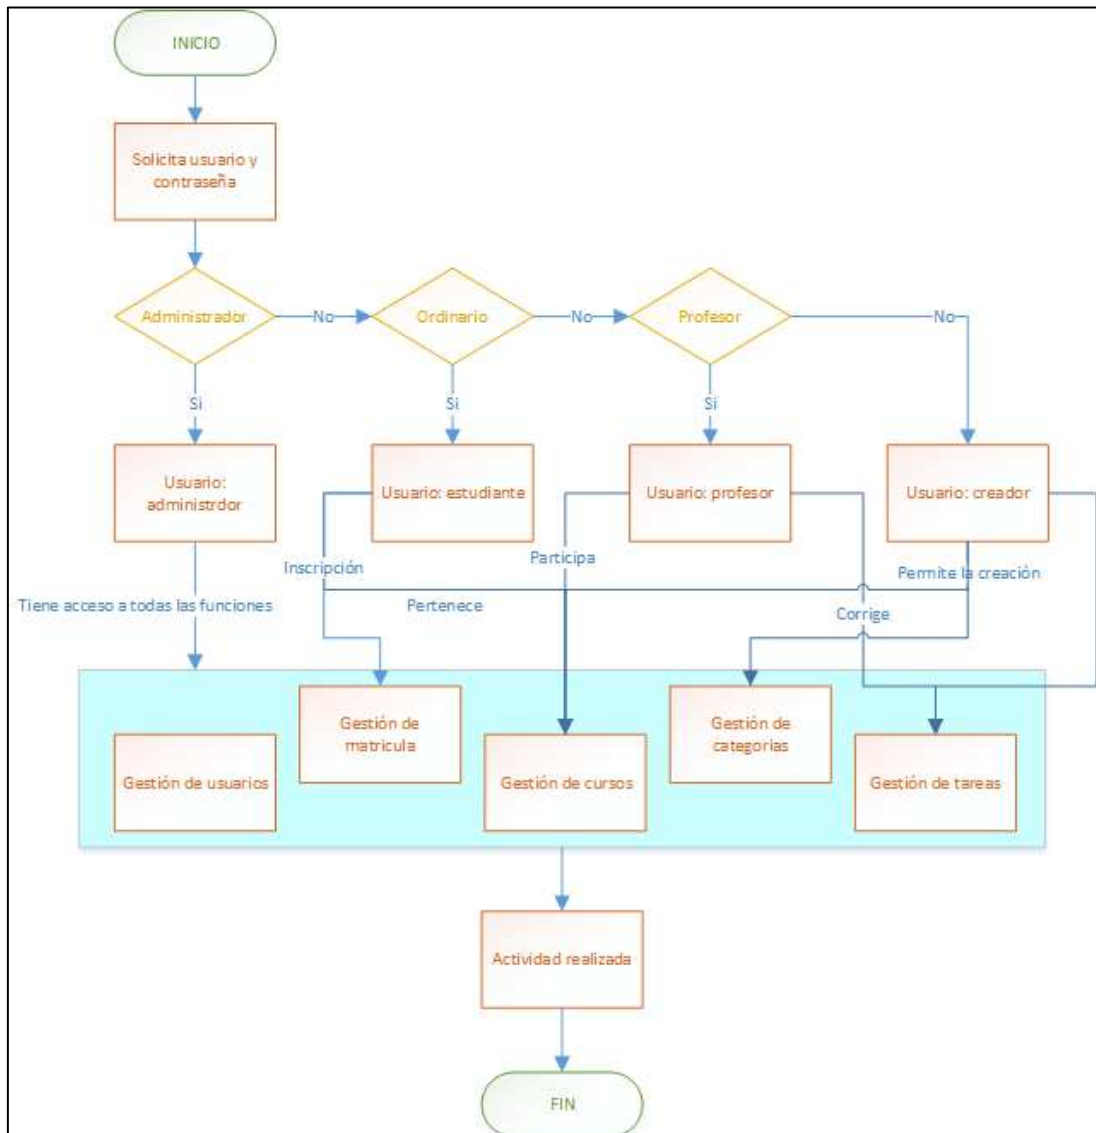 INICIO
Solicita usuario y
contraseña
Administrador
No
Ordinario
No
Profesor
No
Si
Si
Si
Usuario:
administrdor
Usuario: estudiante
Usuario: profesor
Usuario: creador
Inscripción
Participa
Permite la creación
Tiene acceso a todas las funciones
Pertenece
Corrige
Gestión de usuarios
Gestión de
matricula
Gestión de cursos
Gestión de
categorías
Gestión de tareas
Actividad realizada
FIN